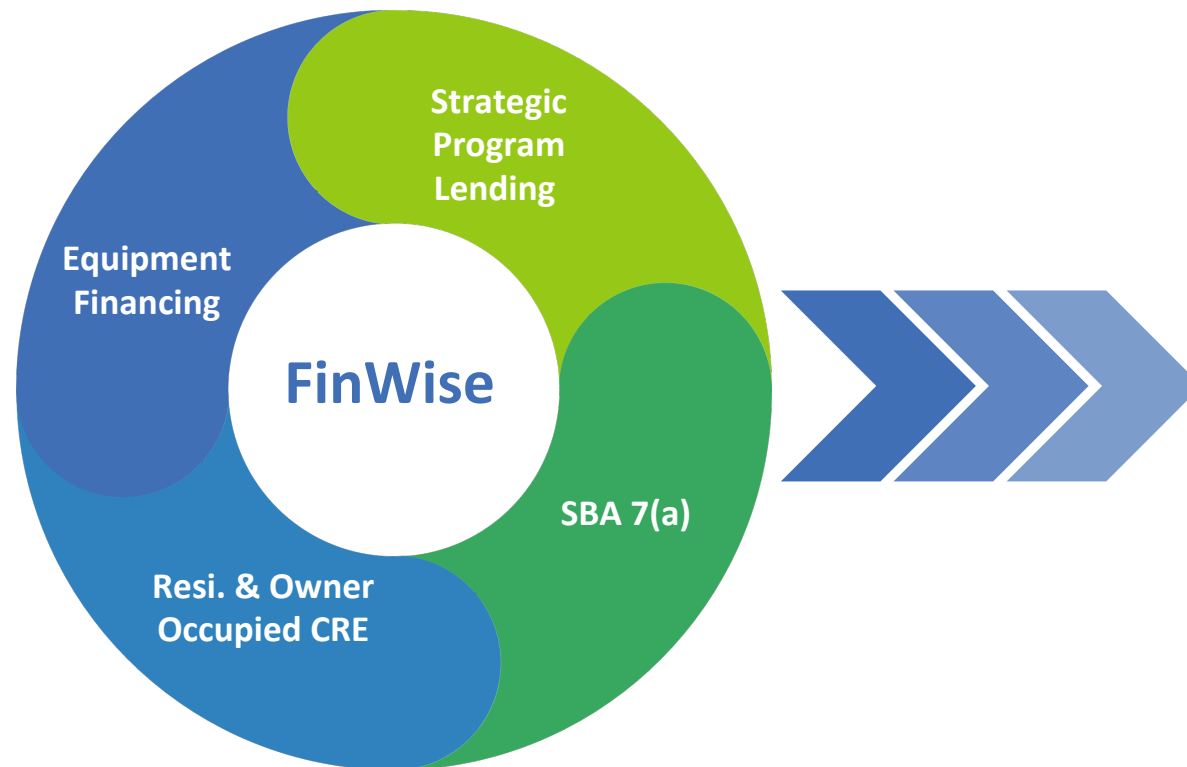 Strategic
Program
Lending
Equipment
Financing
FinWise
SBA 7(a)
Resi. & Owner
Occupied CRE